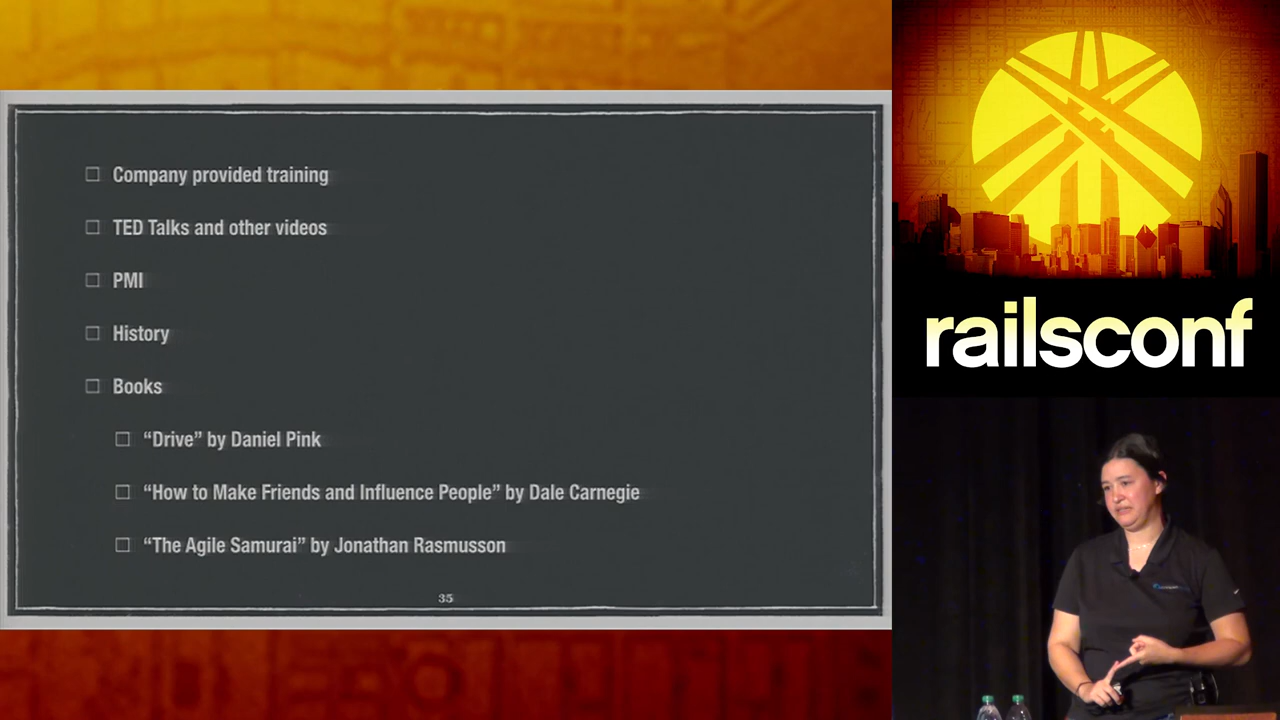 Company provided training
TED Talks and other videos
PMI
History
Books
“Drive” by Daniel Pink
“How to Make Friends and Influence People” by Dale Carnegie
“The Agile Samurai” by Jonathan Rasmusson
35
railsconf